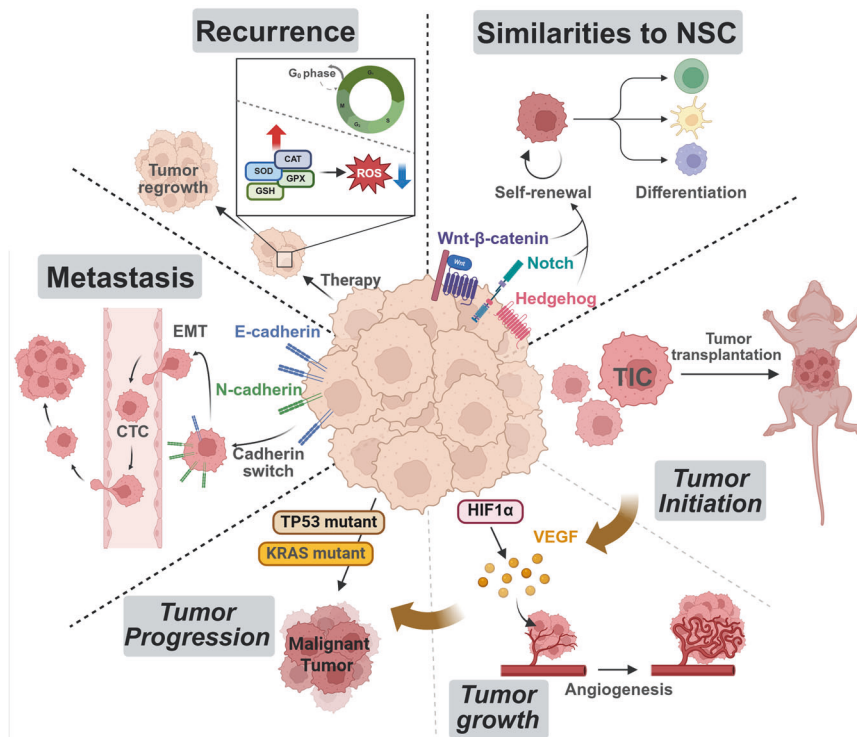 Recurrence
Similarities to NSC
G₀ phase
G₁
M
S
G₂
CAT
SOD
GPX
GSH
ROS
Tumor
regrowth
Therapy
Self-renewal
Differentiation
Wnt-β-catenin
Wnt
Notch
Hedgehog
Metastasis
EMT
CTC
E-cadherin
N-cadherin
Cadherin
switch
TIC
Tumor
transplantation
Tumor
Initiation
TP53 mutant
KRAS mutant
HIF1α
VEGF
Tumor
Progression
Malignant
Tumor
Tumor
growth
Angiogenesis